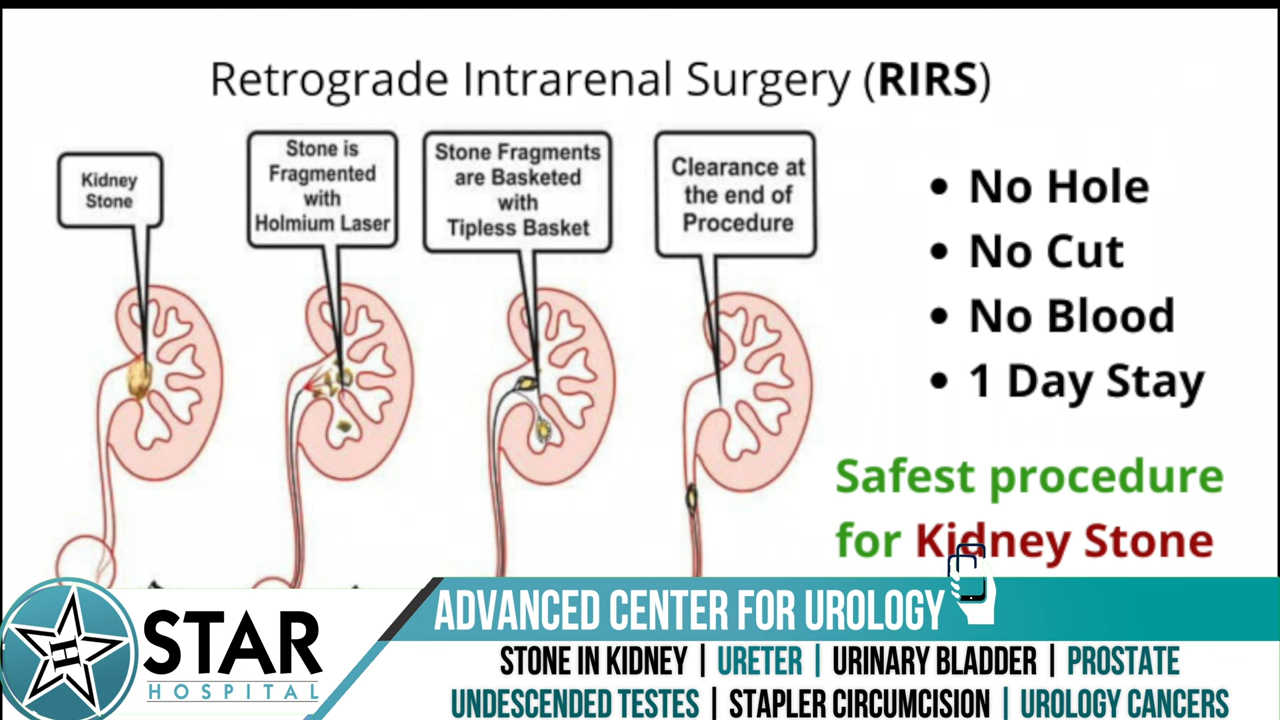 Retrograde Intrarenal Surgery (RIRS)
Kidney
Stone
Stone is
Fragmented
with
Holmium Laser
Stone Fragments
are Basketed
with
Tipless Basket
Clearance at
the end of
Procedure
• No Hole
• No Cut
• No Blood
• 1 Day Stay
Safest procedure
for Kidney Stone
H
STAR
HOSPITAL
ADVANCED CENTER FOR UROLOGY
STONE IN KIDNEY | URETER | URINARY BLADDER | PROSTATE
UNDESCENDED TESTES | STAPLER CIRCUMCISION | UROLOGY CANCERS